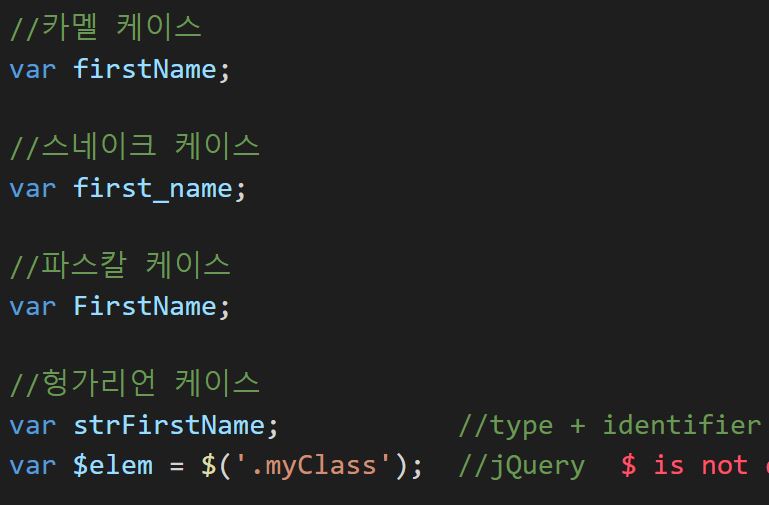 //카멜 케이스
var firstName;
//스네이크 케이스
var first_name;
//파스칼 케이스
var FirstName;
//헝가리언 케이스
var strFirstName; //type + identifier
var $elem = $('.myClass'); //jQuery $ is not